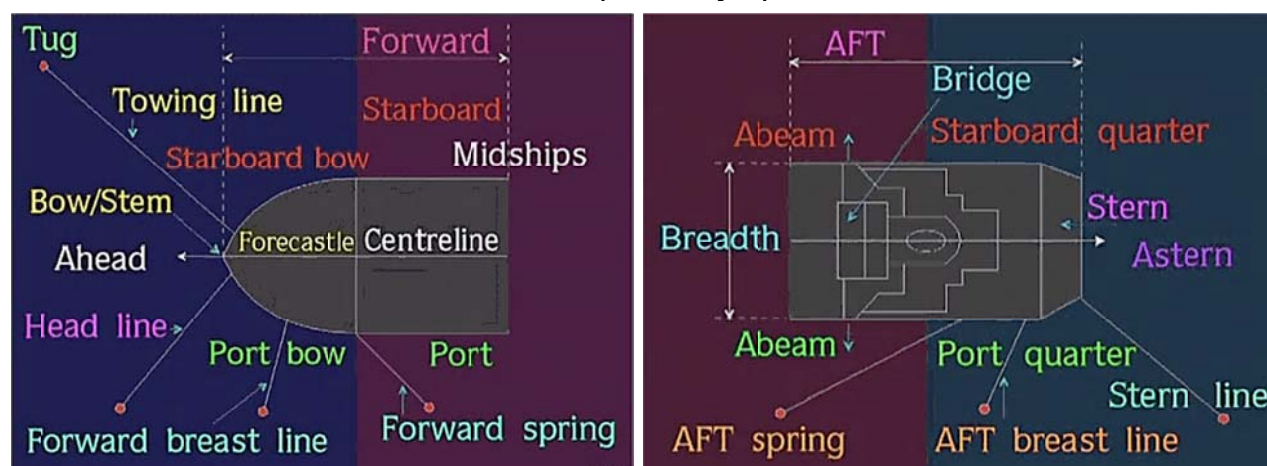 Tug
Forward
Towing line
Starboard
Starboard bow
Midships
Bow/Stem
Forecastle
Centreline
Ahead
Head line
Port bow
Port
Forward breast line
Forward spring
AFT
Bridge
Abeam
Starboard quarter
Stern
Breadth
Astern
Abeam
Port quarter
Stern line
AFT spring
AFT breast line